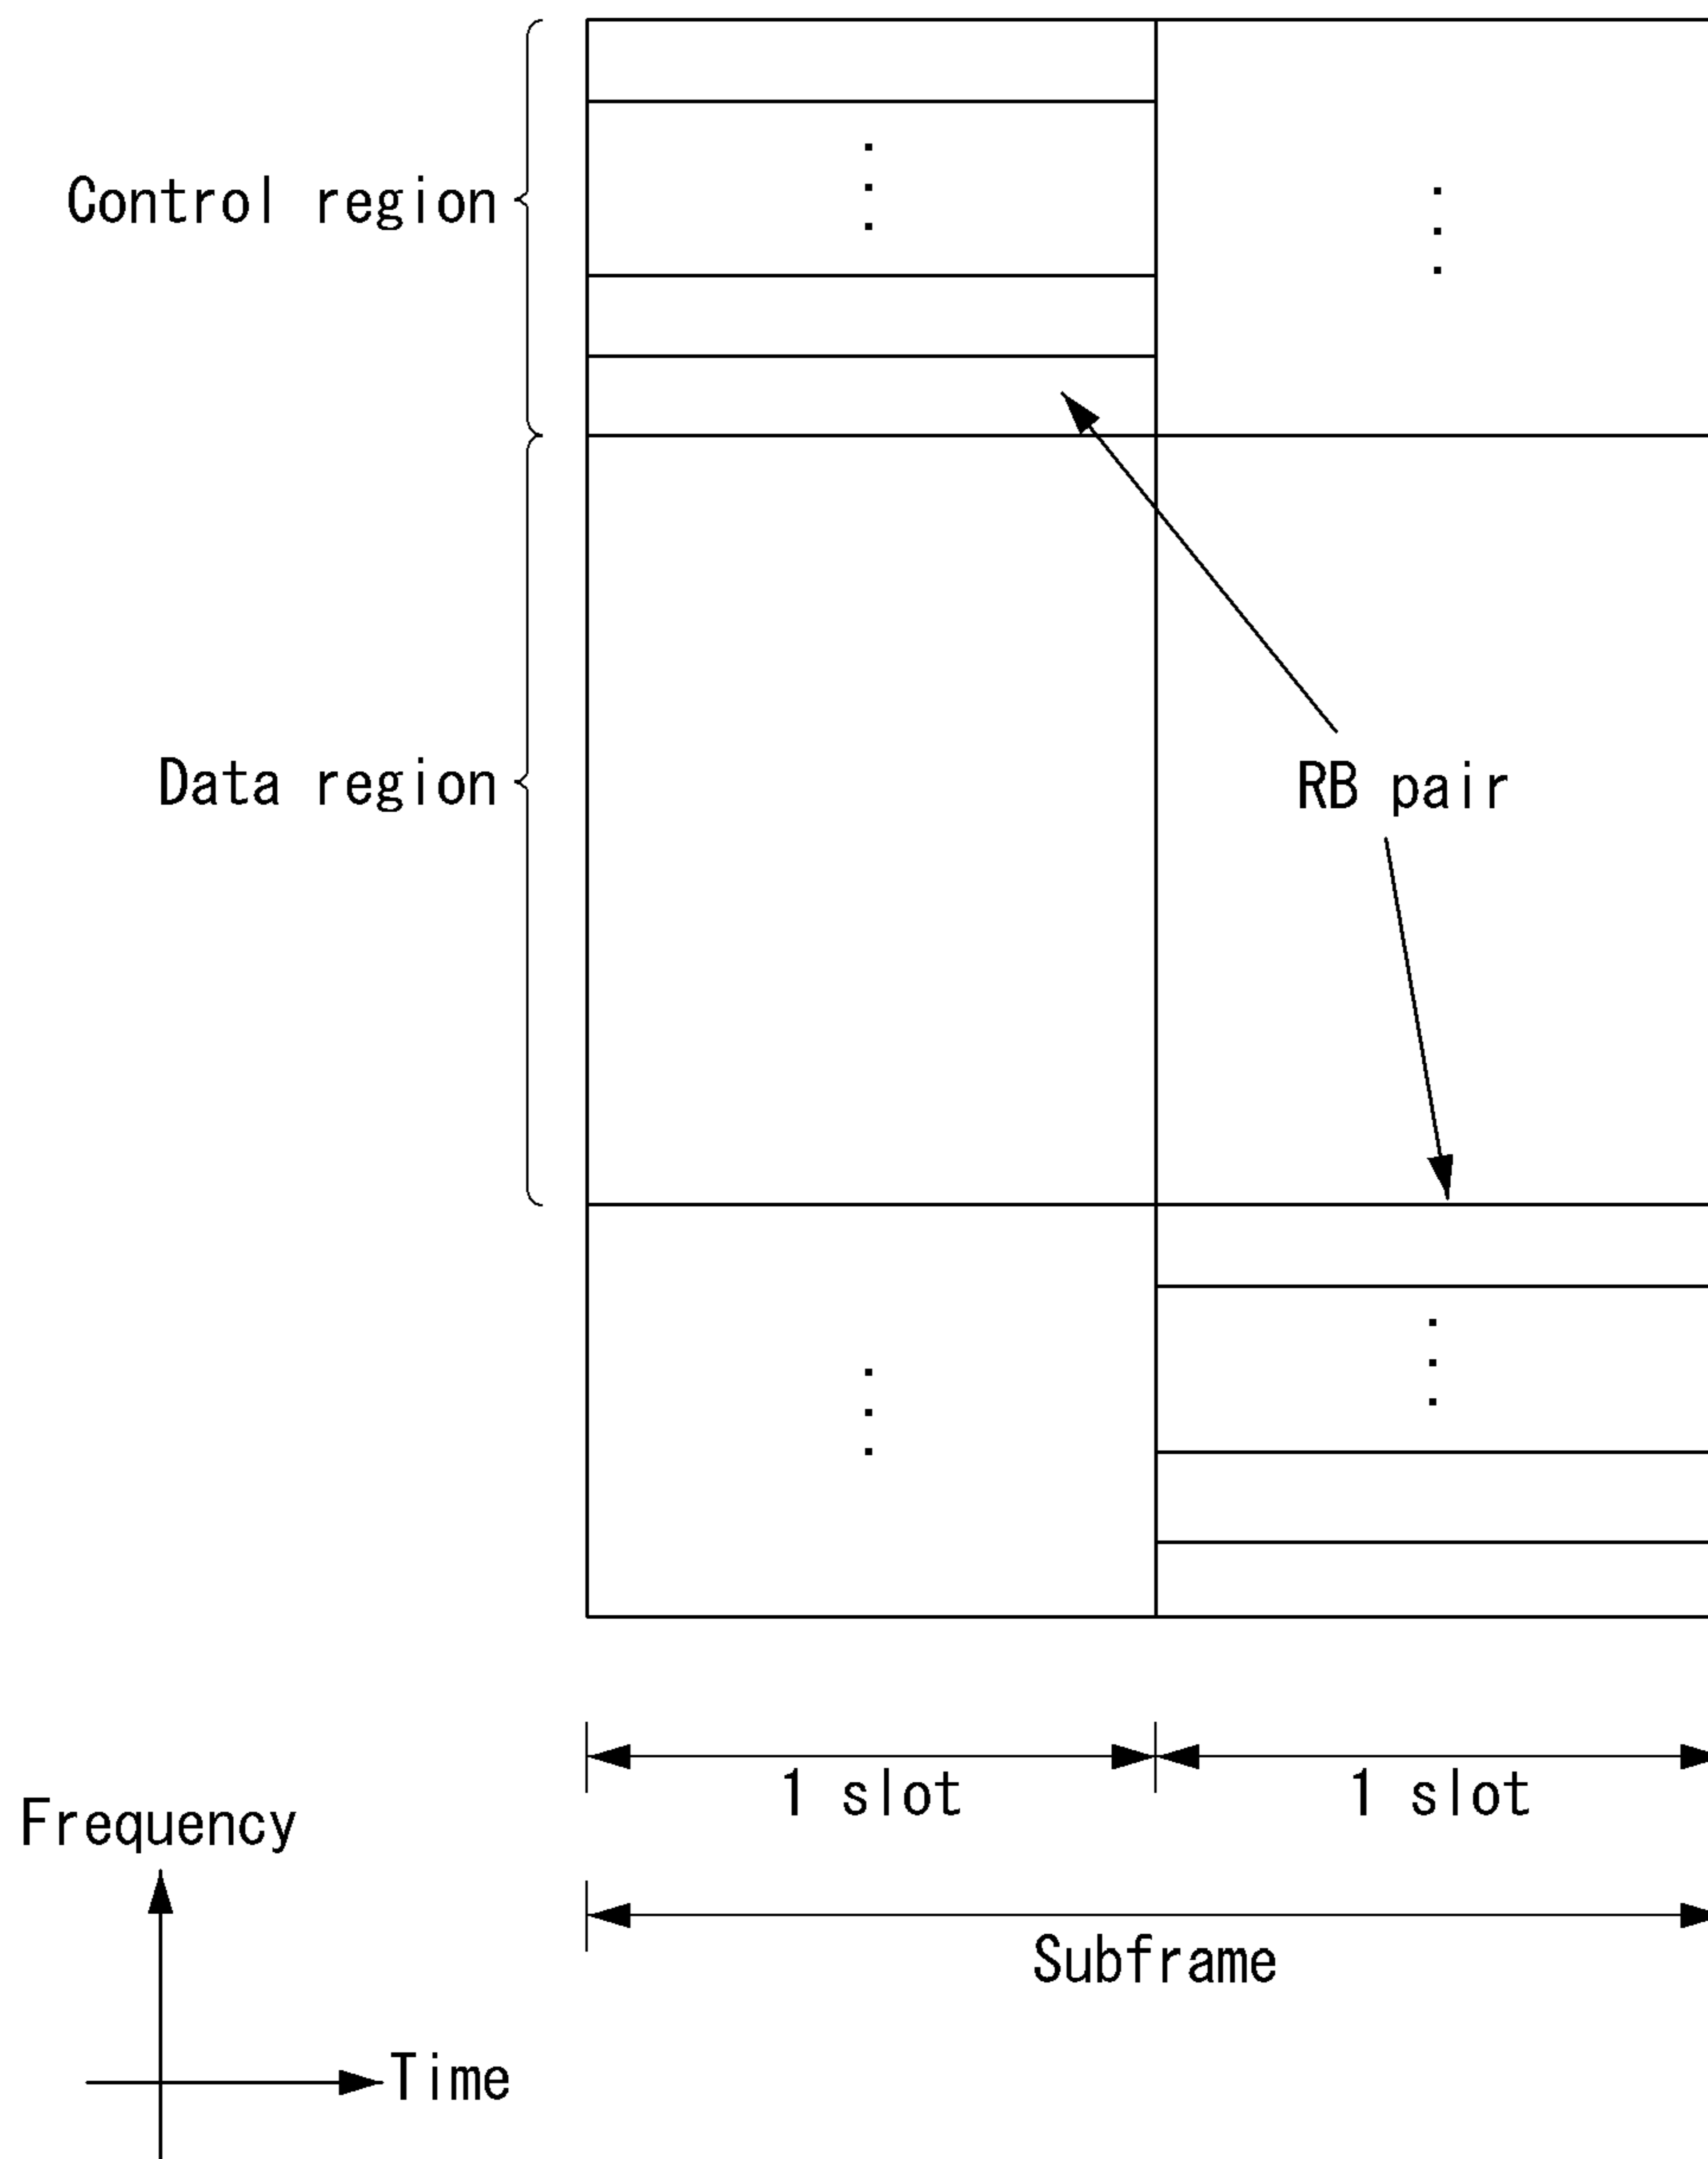 Control region
Data region
RB pair
1 slot
1 slot
Frequency
Subframe
Time